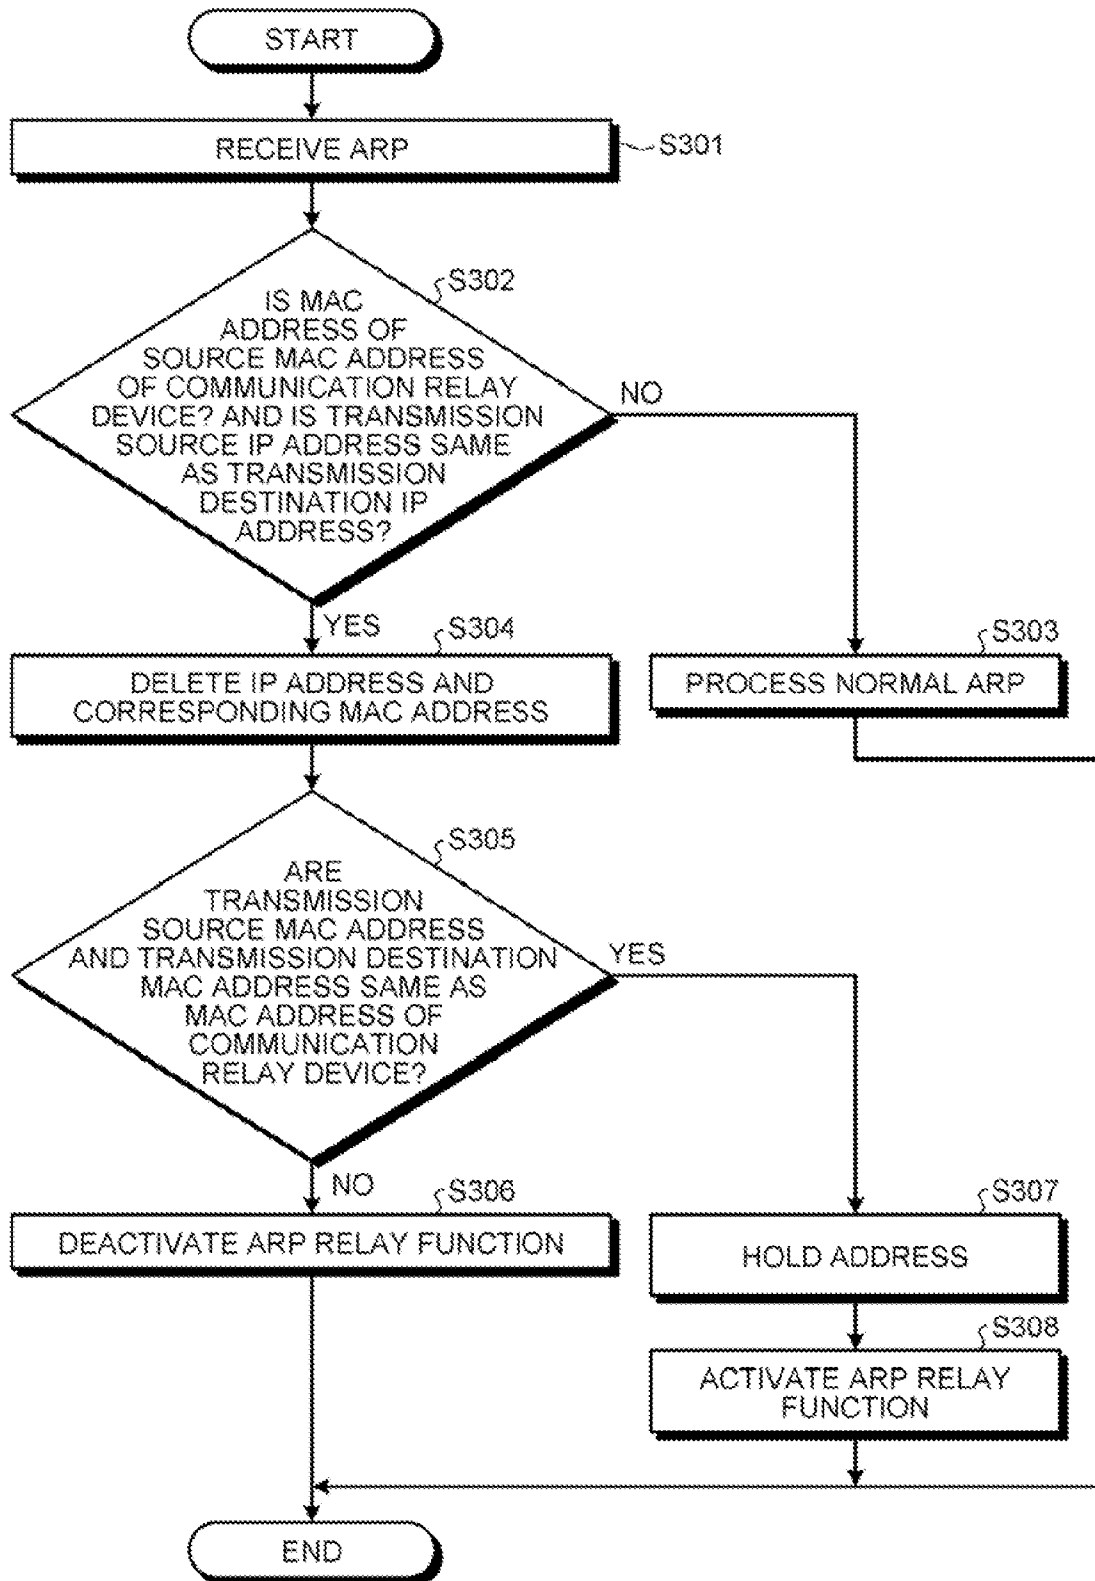 START
RECEIVE ARP
S301
S302
IS MAC
ADDRESS OF
SOURCE MAC ADDRESS
OF COMMUNICATION RELAY
DEVICE? AND IS TRANSMISSION
SOURCE IP ADDRESS SAME
AS TRANSMISSION
DESTINATION IP
ADDRESS?
NO
YES
S304
DELETE IP ADDRESS AND
CORRESPONDING MAC ADDRESS
S303
PROCESS NORMAL ARP
S305
ARE
TRANSMISSION
SOURCE MAC ADDRESS
AND TRANSMISSION DESTINATION
MAC ADDRESS SAME AS
MAC ADDRESS OF
COMMUNICATION
RELAY DEVICE?
YES
NO
S306
DEACTIVATE ARP RELAY FUNCTION
S307
HOLD ADDRESS
S308
ACTIVATE ARP RELAY
FUNCTION
END